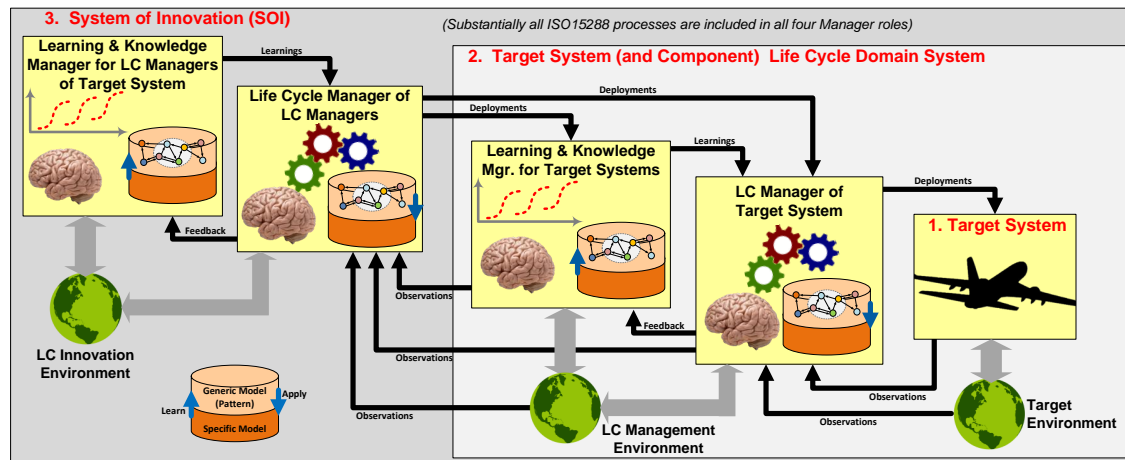 3.  System of Innovation (SOI)
(Substantially all ISO15288 processes are included in all four Manager roles)
Learning & Knowledge
Manager for LC Managers
of Target System
Learnings
2.  Target System (and Component)  Life Cycle Domain System
Life Cycle Manager of
LC Managers
Deployments
Deployments
Learning & Knowledge
Mgr. for Target Systems
Learnings
LC Manager of
Target System
Deployments
1. Target System
Feedback
Observations
Feedback
Observations
LC Innovation
Environment
Generic Model
(Pattern)
Learn
Apply
Specific Model
Observations
LC Management
Environment
Observations
Target
Environment